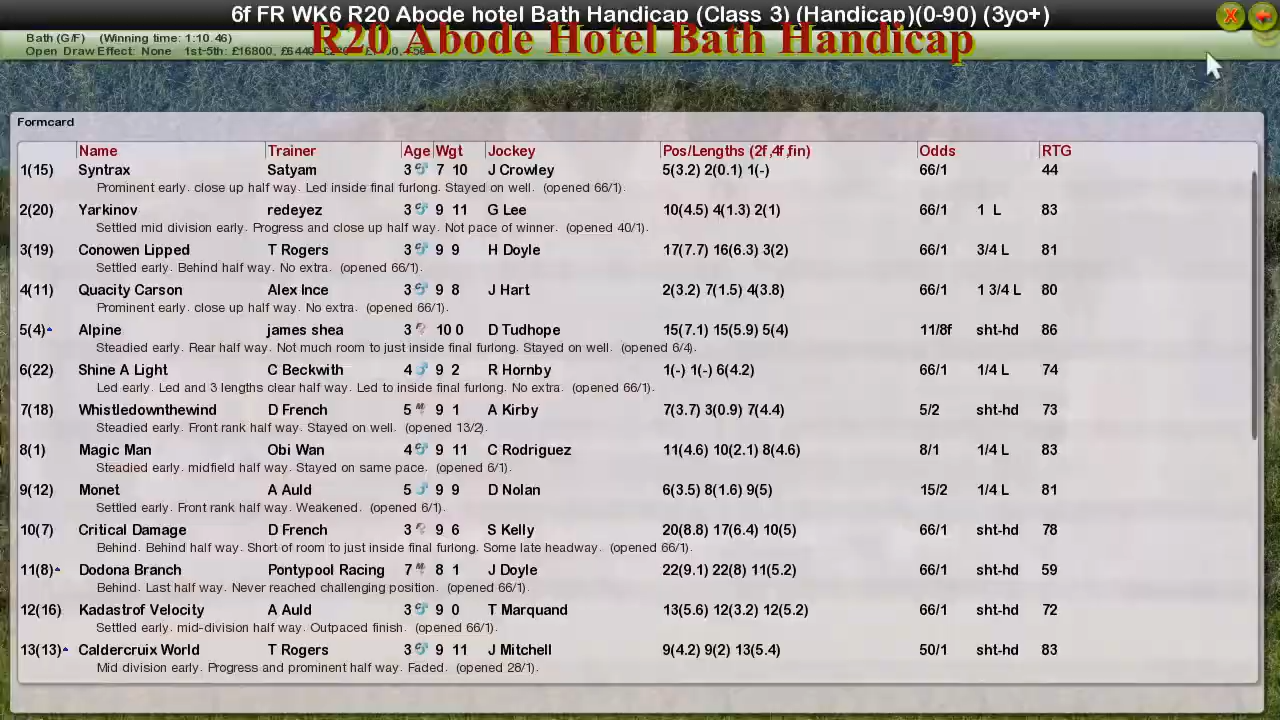 6f FR WK6 R20 Abode hotel Bath Handicap (Class 3) (Handicap)(0-90) (3yo+)
R20 Abode Hotel Bath Handicap
Bath (G/F) (Winning time: 1:10.46)
Open Draw Effect: None 1st-5th: £16800,
Formcard
Name Trainer Age Wgt Jockey Pos/Lengths (2f,4f,fin) Odds RTG
1(15) Syntrax Satyam 3 7 10 J Crowley 5(3.2) 2(0.1) 1(-) 66/1 44
Prominent early. close up half way. Led inside final furlong. Stayed on well. (opened 66/1).
2(20) Yarkinov redeyez 3 9 11 G Lee 10(4.5) 4(1.3) 2(1) 66/1 1 L 83
Settled mid division early. Progress and close up half way. Not pace of winner. (opened 40/1).
3(19) Conowen Lipped T Rogers 3 9 9 H Doyle 17(7.7) 16(6.3) 3(2) 66/1 3/4 L 81
Settled early. Behind half way. No extra. (opened 66/1).
4(11) Quacity Carson Alex Ince 3 9 8 J Hart 2(3.2) 7(1.5) 4(3.8) 66/1 1 3/4 L 80
Prominent early. close up half way. No extra. (opened 66/1).
5(4) Alpine james shea 3 10 0 D Tudhope 15(7.1) 15(5.9) 5(4) 11/8f sht-hd 86
Steadied early. Rear half way. Not much room to just inside final furlong. Stayed on well. (opened 6/4).
6(22) Shine A Light C Beckwith 4 9 2 R Hornby 1(-) 1(-) 6(4.2) 66/1 1/4 L 74
Led early. Led and 3 lengths clear half way. Led to inside final furlong. No extra. (opened 66/1).
7(18) Whistledownthewind D French 5 9 1 A Kirby 7(3.7) 3(0.9) 7(4.4) 5/2 sht-hd 73
Steadied early. Front rank half way. Stayed on well. (opened 13/2).
8(1) Magic Man Obi Wan 4 9 11 C Rodriguez 11(4.6) 10(2.1) 8(4.6) 8/1 1/4 L 83
Steadied early. midfield half way. Stayed on same pace. (opened 6/1).
9(12) Monet A Auld 5 9 9 D Nolan 6(3.5) 8(1.6) 9(5) 15/2 1/4 L 81
Settled early. Front rank half way. Weakened. (opened 6/1).
10(7) Critical Damage D French 3 9 6 S Kelly 20(8.8) 17(6.4) 10(5) 66/1 sht-hd 78
Behind. Behind half way. Short of room to just inside final furlong. Some late headway. (opened 66/1).
11(8) Dodona Branch Pontypool Racing 7 8 1 J Doyle 22(9.1) 22(8) 11(5.2) 66/1 sht-hd 59
Behind. Last half way. Never reached challenging position. (opened 66/1).
12(16) Kadastrof Velocity A Auld 3 9 0 T Marquand 13(5.6) 12(3.2) 12(5.2) 66/1 sht-hd 72
Settled early. mid-division half way. Outpaced finish. (opened 66/1).
13(13) Caldercruix World T Rogers 3 9 11 J Mitchell 9(4.2) 9(2) 13(5.4) 50/1 sht-hd 83
Mid division early. Progress and prominent half way. Faded. (opened 28/1).